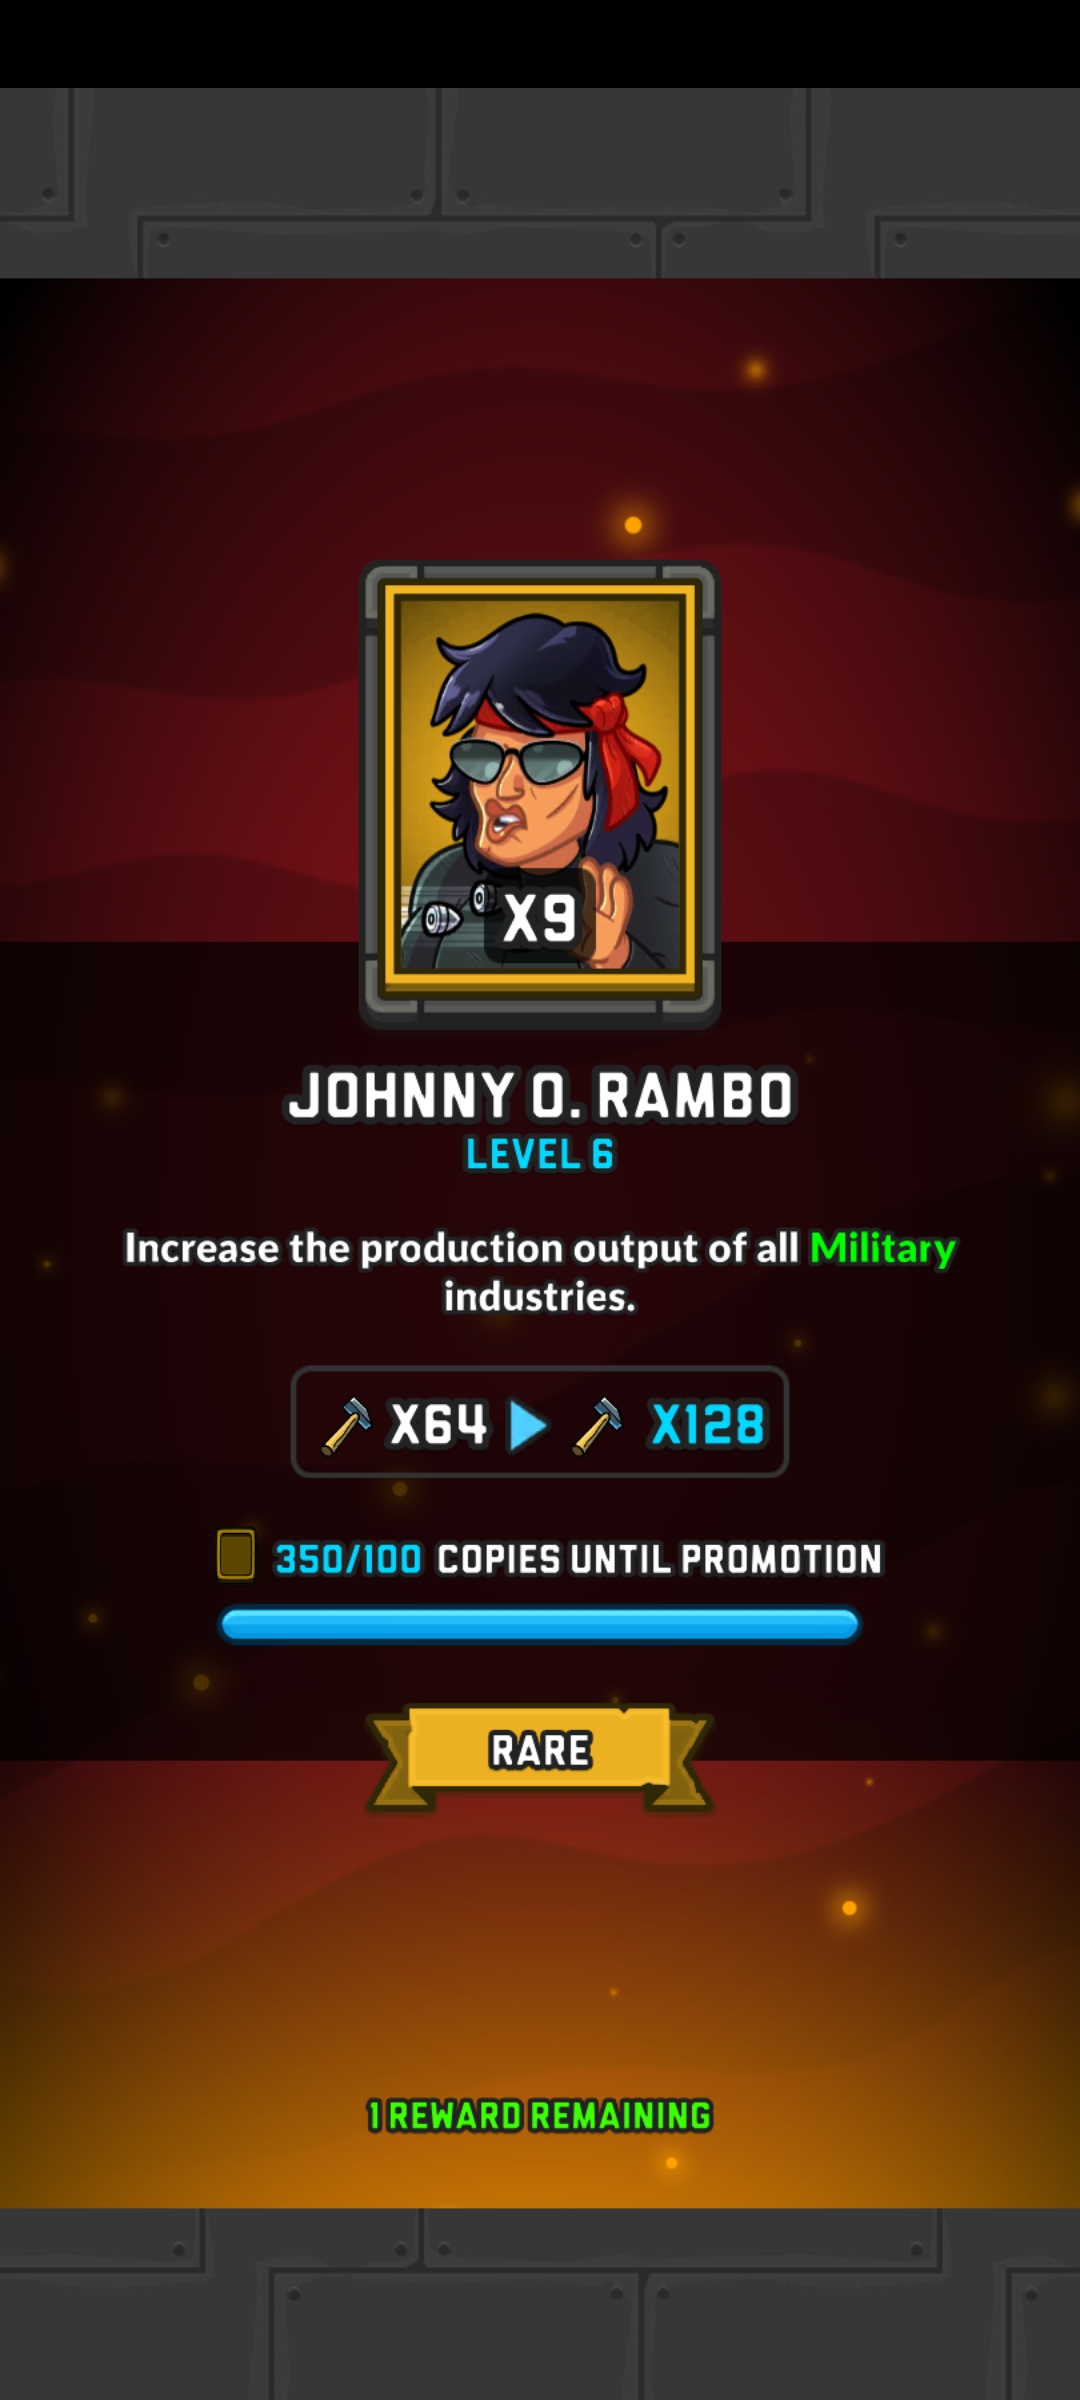 X9
JOHNNY O. RAMBO
LEVEL 6
Increase the production output of all Military
industries.
X64 X128
350/100 COPIES UNTIL PROMOTION
RARE
1 REWARD REMAINING